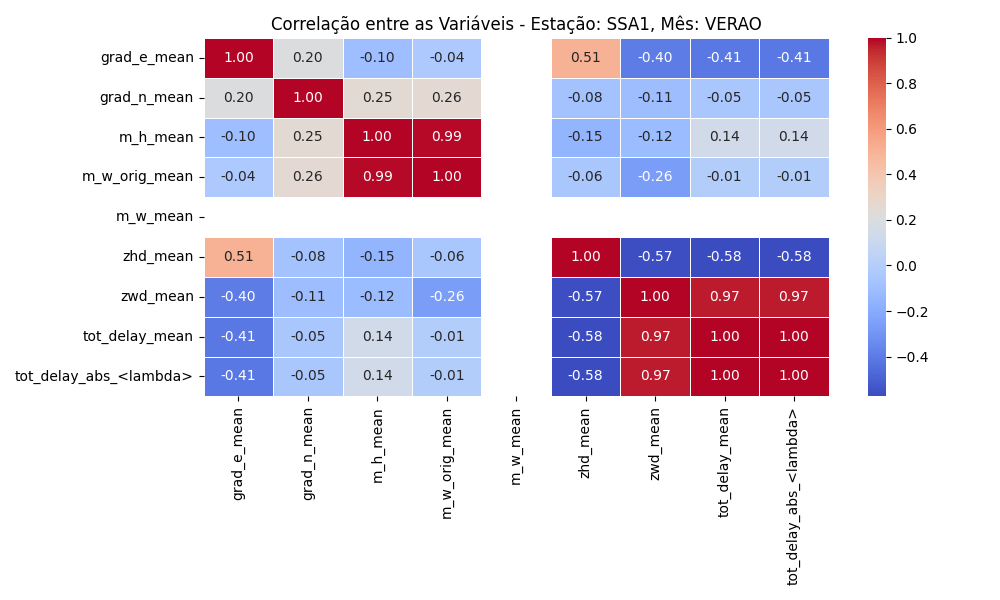 Correlação entre as Variáveis - Estação: SSA1, Mês: VERAO
grad_e_mean 1.00 0.20 -0.10 -0.04 0.51 -0.40 -0.41 -0.41
grad_n_mean 0.20 1.00 0.25 0.26 -0.08 -0.11 -0.05 -0.05
m_h_mean -0.10 0.25 1.00 0.99 -0.15 -0.12 0.14 0.14
m_w_orig_mean -0.04 0.26 0.99 1.00 -0.06 -0.26 -0.01 -0.01
m_w_mean
zhd_mean 0.51 -0.08 -0.15 -0.06 1.00 -0.57 -0.58 -0.58
zwd_mean -0.40 -0.11 -0.12 -0.26 -0.57 1.00 0.97 0.97
tot_delay_mean -0.41 -0.05 0.14 -0.01 -0.58 0.97 1.00 1.00
tot_delay_abs_<lambda> -0.41 -0.05 0.14 -0.01 -0.58 0.97 1.00 1.00
grad_e_mean
grad_n_mean
m_h_mean
m_w_orig_mean
m_w_mean
zhd_mean
zwd_mean
tot_delay_mean
tot_delay_abs_<lambda>
1.0
0.8
0.6
0.4
0.2
0.0
−0.2
−0.4